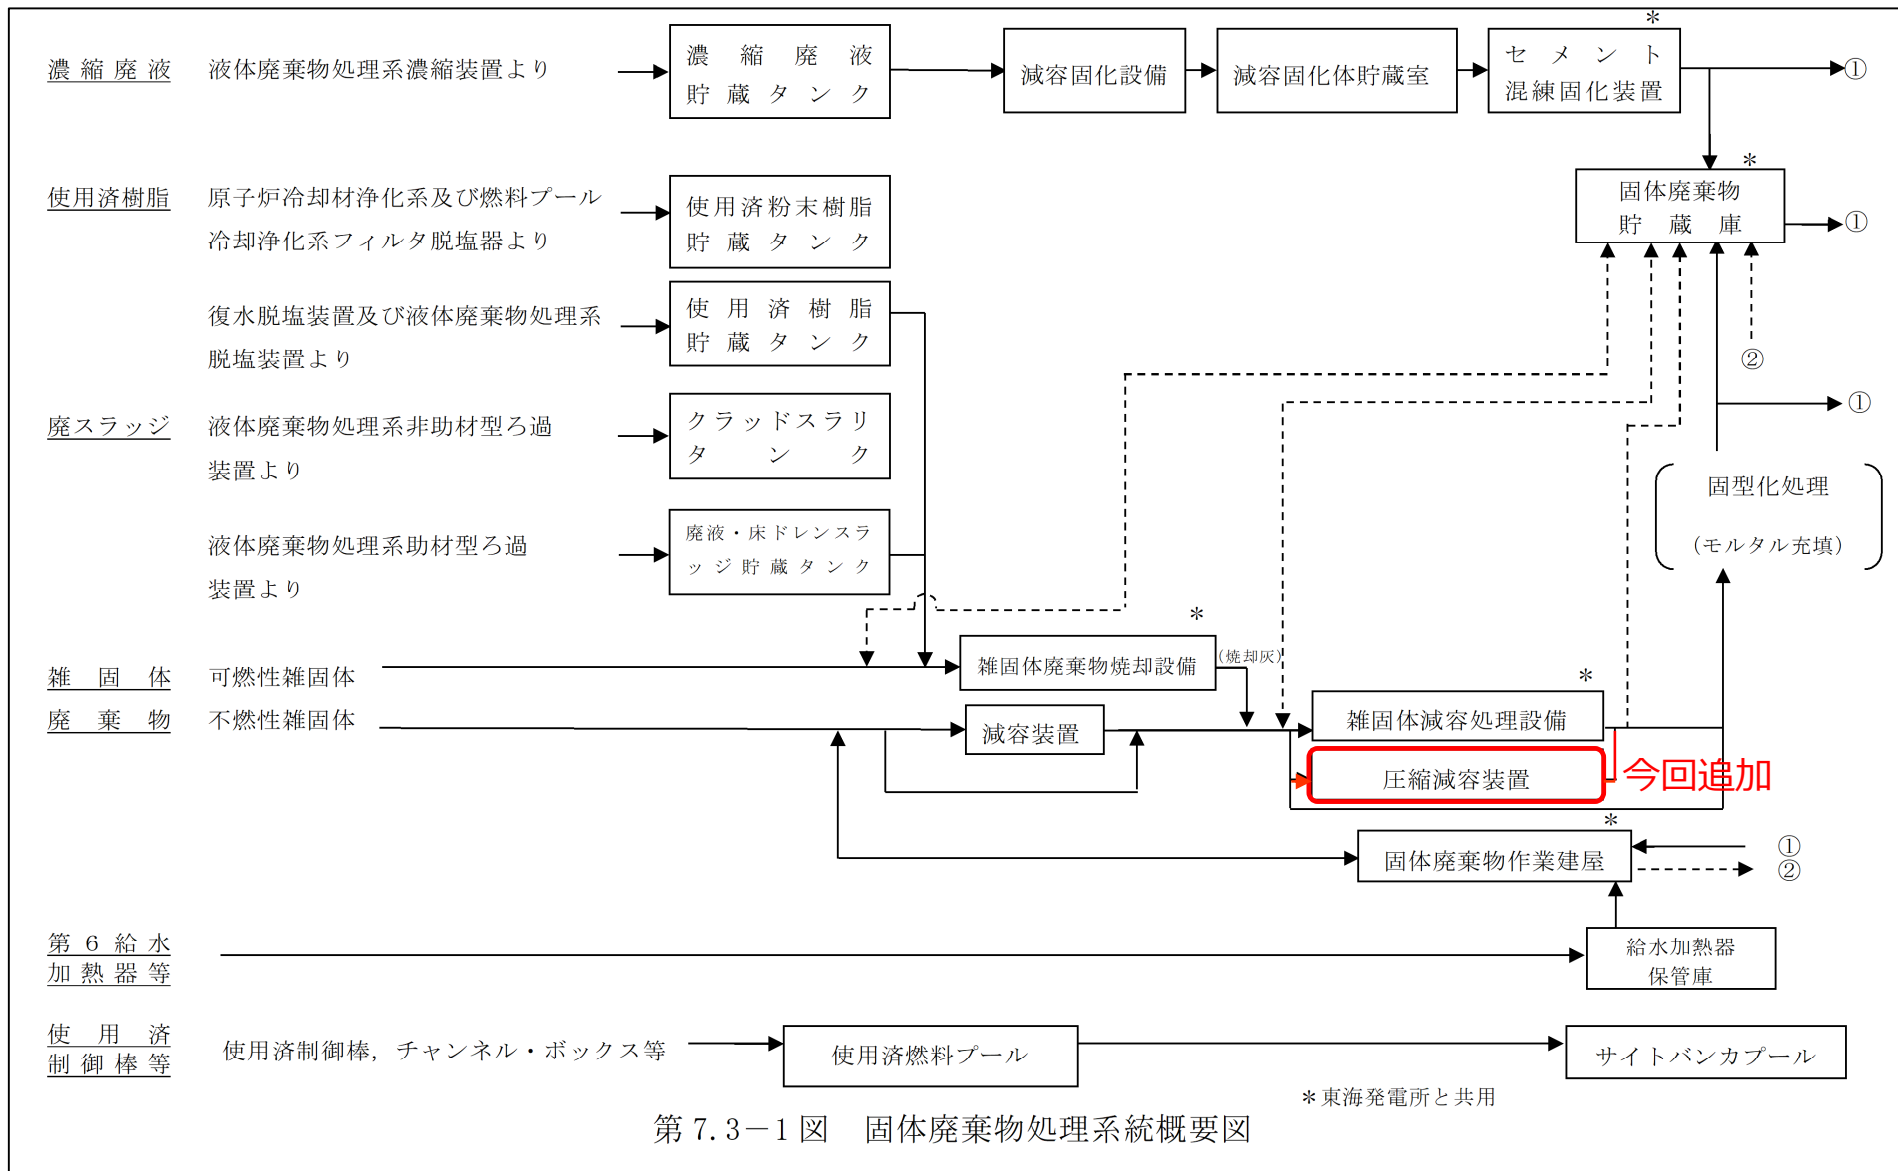 濃縮廃液
液体廃棄物処理系濃縮装置より
濃縮廃液
貯蔵タンク
減容固化設備
減容固化体貯蔵室
*
セメント
混練固化装置
①
使用済樹脂
原子炉冷却材浄化系及び燃料プール
冷却浄化系フィルタ脱塩器より
使用済粉末樹脂
貯蔵タンク
*
固体廃棄物
貯蔵庫
①
復水脱塩装置及び液体廃棄物処理系
脱塩装置より
使用済樹脂
貯蔵タンク
②
①
廃スラッジ
液体廃棄物処理系非助材型ろ過
装置より
クラッドスラリ
タンク
固型化処理
(モルタル充填)
液体廃棄物処理系助材型ろ過
装置より
廃液・床ドレンスラ
ッジ貯蔵タンク
雑固体
廃棄物
可燃性雑固体
不燃性雑固体
*
雑固体廃棄物焼却設備
(焼却灰)
減容装置
*
雑固体減容処理設備
圧縮減容装置
今回追加
*
固体廃棄物作業建屋
①
②
第6給水
加熱器等
給水加熱器
保管庫
使用済
制御棒等
使用済制御棒，チャンネル・ボックス等
使用済燃料プール
サイトバンカプール
*東海発電所と共用
第7.3－1図　固体廃棄物処理系統概要図